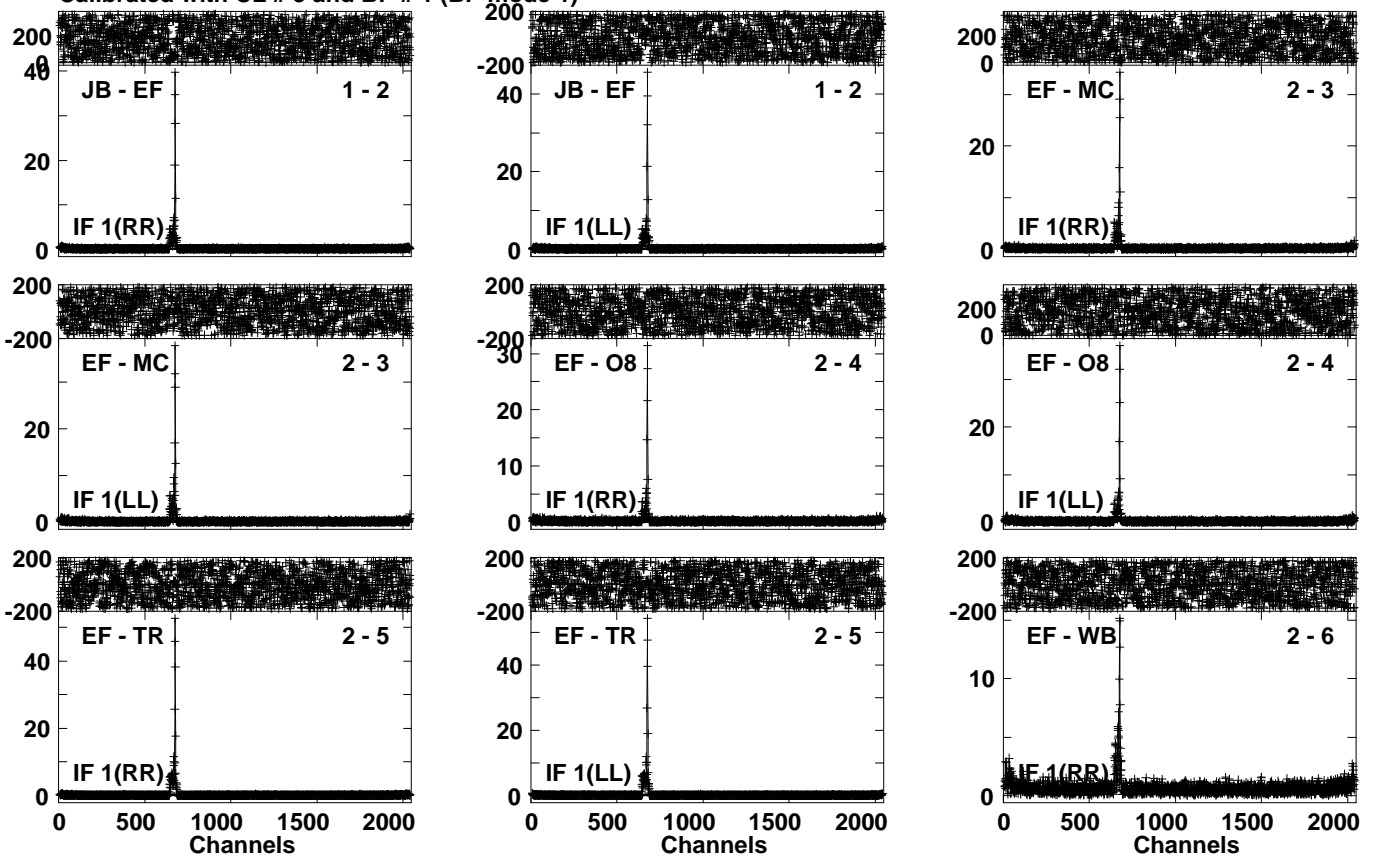 200 200
0 -200 0
40 JB - EF 1 - 2 40 JB - EF 1 - 2 EF - MC 2 - 3
20 20 20
IF 1(RR) IF 1(LL) IF 1(RR)
0 0 0
200 200 200
-200 -200 0
EF - MC 2 - 3 30 EF - O8 2 - 4 EF - O8 2 - 4
20 20 20
10
IF 1(LL) IF 1(RR) IF 1(LL)
0 0 0
200 200 200
-200 -200 -200
EF - TR 2 - 5 EF - TR 2 - 5 EF - WB 2 - 6
40 40 10
20 20
IF 1(RR) IF 1(LL) IF 1(RR)
0 0 0
0 500 1000 1500 2000 0 500 1000 1500 2000 0 500 1000 1500 2000
Channels Channels Channels